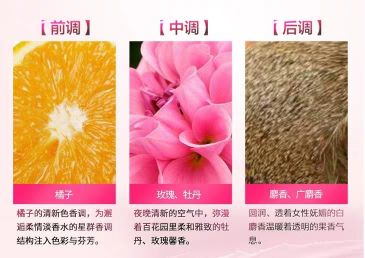 【前调】
【中调】
【后调】
橘子
玫瑰、牡丹
麝香、广麝香
橘子的清新色香调，为邂
逅柔情淡香水的星群香调
结构注入色彩与芬芳。
夜晚清新的空气中，弥漫
着百花园里柔和雅致的牡
丹、玫瑰馨香。
圆润、透着女性妩媚的白
麝香温暖着透明的果香气
息。